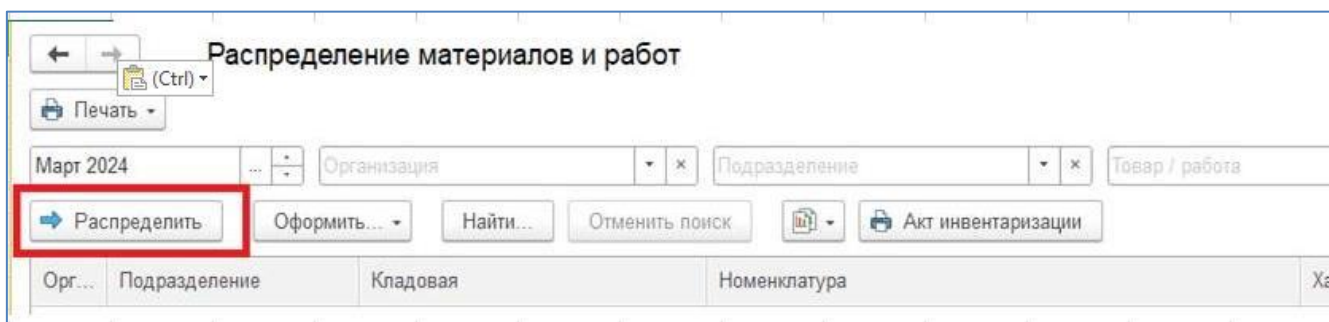 Распределение материалов и работ
(Ctrl)
Печать
Март 2024 ... Организация Подразделение Товар / работа
Распределить Оформить... Найти... Отменить поиск Акт инвентаризации
Орг... Подразделение Кладовая Номенклатура Ха